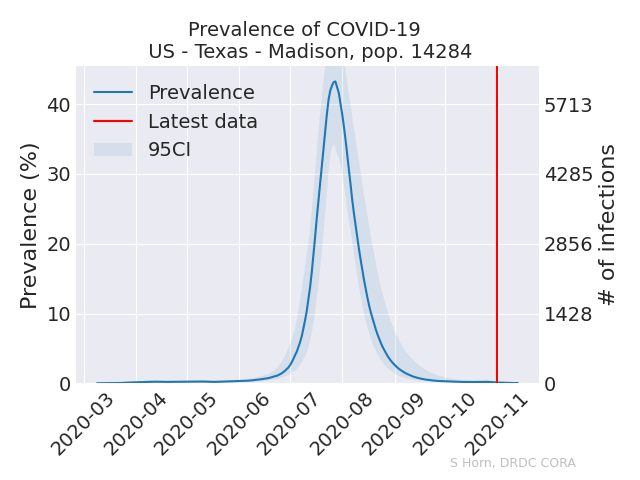 Prevalence of COVID-19
US - Texas - Madison, pop. 14284
Prevalence
Latest data
95CI
Prevalence (%)
40
30
20
10
0
# of infections
5713
4285
2856
1428
0
2020-03
2020-04
2020-05
2020-06
2020-07
2020-08
2020-09
2020-10
2020-11
S Horn, DRDC CORA